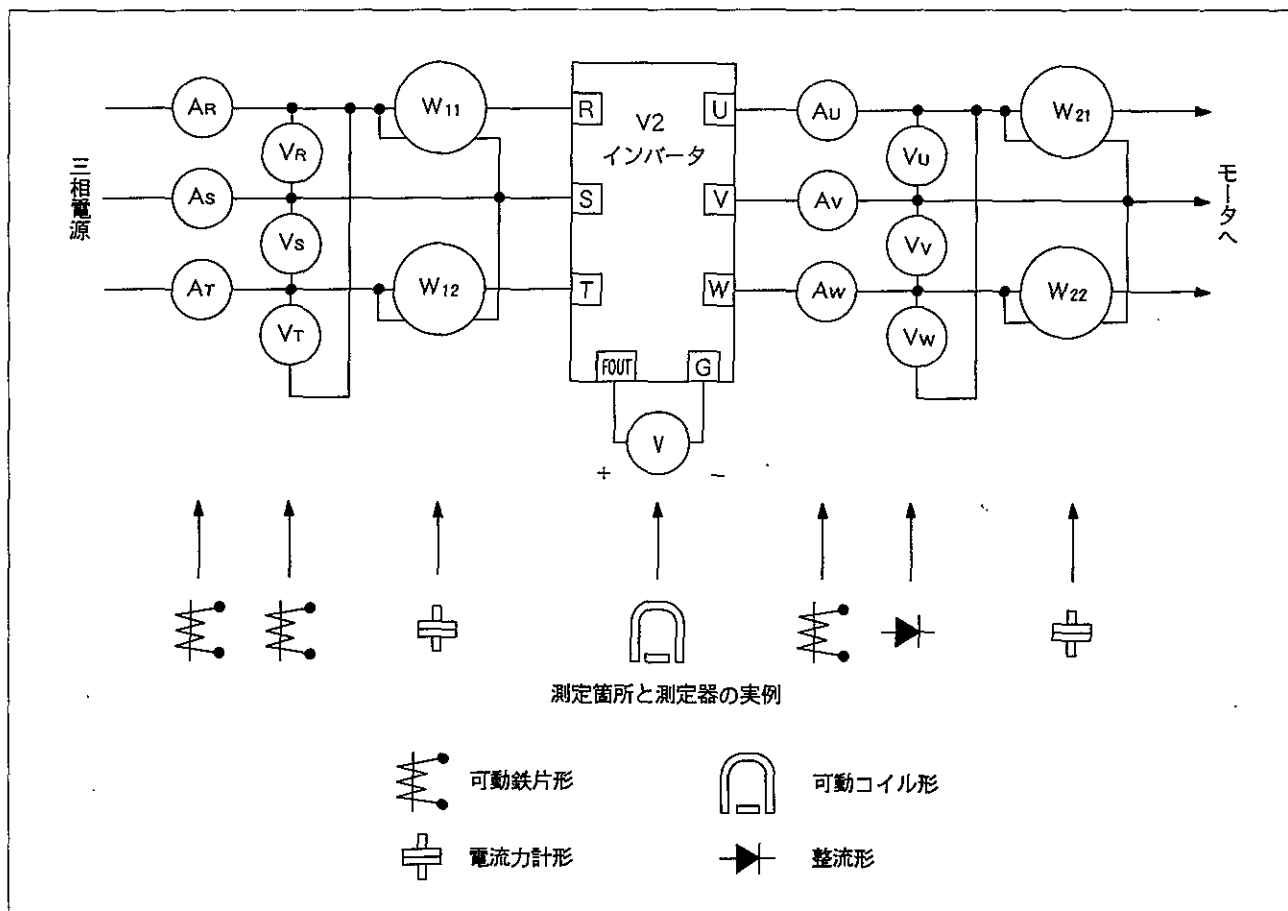 三相電源
AR
AS
AT
VR
VS
VT
W11
W12
R
S
T
V2
インバータ
U
V
W
FOUT
G
V
+
−
AU
AV
AW
VU
VV
VW
W21
W22
モータへ
測定箇所と測定器の実例
可動鉄片形
可動コイル形
電流力計形
整流形